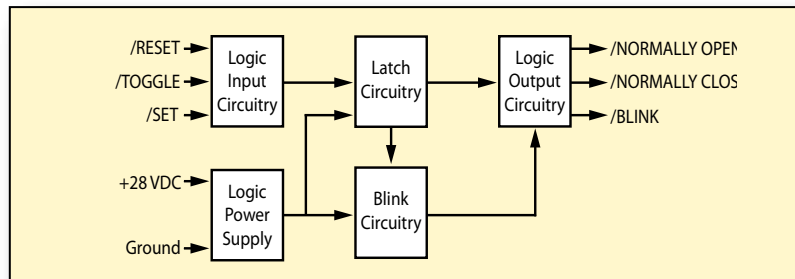 /RESET
/TOGGLE
/SET
Logic
Input
Circuitry
Latch
Circuitry
Logic
Output
Circuitry
/NORMALLY OPEN
/NORMALLY CLOS
/BLINK
+28 VDC
Ground
Logic
Power
Supply
Blink
Circuitry